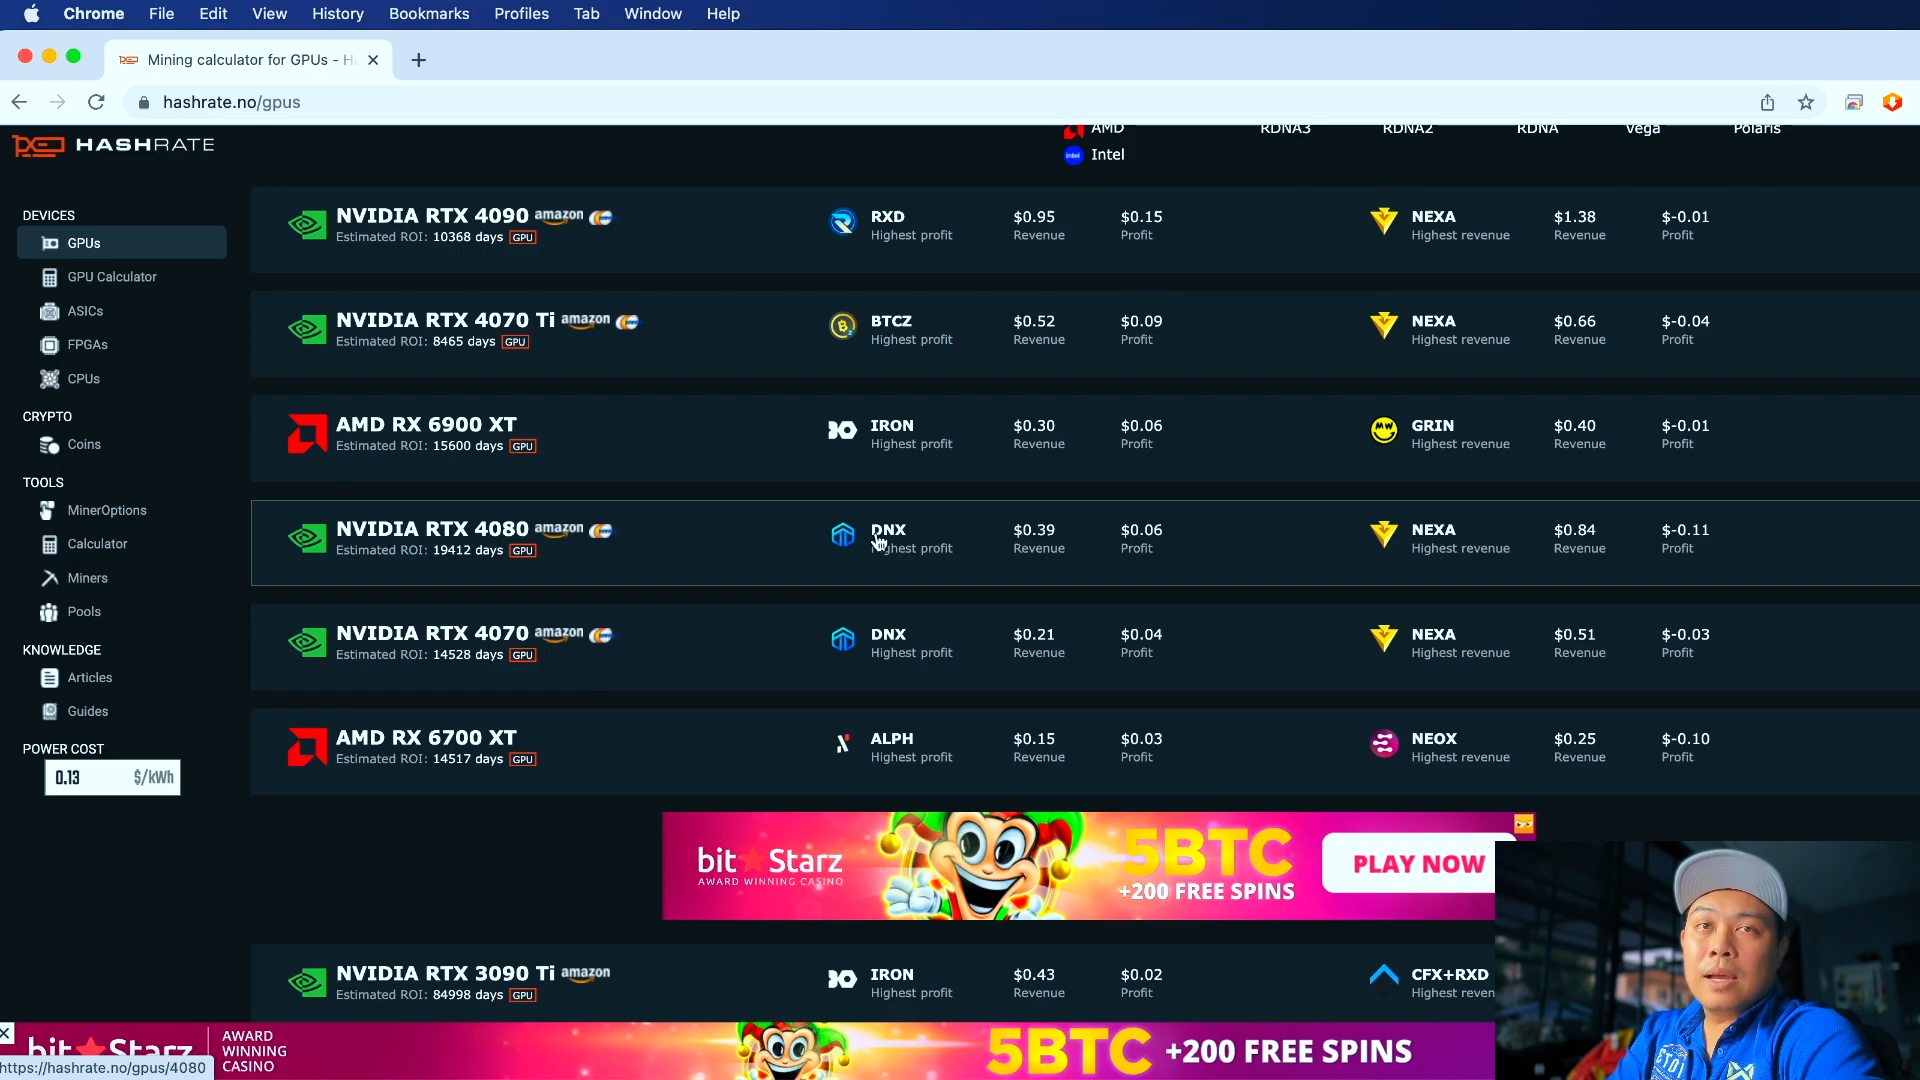 Chrome File Edit View History Bookmarks Profiles Tab Window Help
Mining calculator for GPUs - Ha
hashrate.no/gpus
HASHRATE
AMD RDNA3 RDNA2 RDNA Vega Polaris
intel Intel
DEVICES
GPUs
GPU Calculator
ASICs
FPGAs
CPUs
CRYPTO
Coins
TOOLS
MinerOptions
Calculator
Miners
Pools
KNOWLEDGE
Articles
Guides
POWER COST
0.13 $/kWh
NVIDIA RTX 4090 amazon RXD $0.95 $0.15 NEXA $1.38 $-0.01
Estimated ROI: 10368 days GPU Highest profit Revenue Profit Highest revenue Revenue Profit
NVIDIA RTX 4070 Ti amazon BTCZ $0.52 $0.09 NEXA $0.66 $-0.04
Estimated ROI: 8465 days GPU Highest profit Revenue Profit Highest revenue Revenue Profit
AMD RX 6900 XT IRON $0.30 $0.06 GRIN $0.40 $-0.01
Estimated ROI: 15600 days GPU Highest profit Revenue Profit MW Highest revenue Revenue Profit
NVIDIA RTX 4080 amazon DNX $0.39 $0.06 NEXA $0.84 $-0.11
Estimated ROI: 19412 days GPU Highest profit Revenue Profit Highest revenue Revenue Profit
NVIDIA RTX 4070 amazon DNX $0.21 $0.04 NEXA $0.51 $-0.03
Estimated ROI: 14528 days GPU Highest profit Revenue Profit Highest revenue Revenue Profit
AMD RX 6700 XT ALPH $0.15 $0.03 NEOX $0.25 $-0.10
Estimated ROI: 14517 days GPU Highest profit Revenue Profit Highest revenue Revenue Profit
bit Starz 5BTC PLAY NOW
AWARD WINNING CASINO +200 FREE SPINS
NVIDIA RTX 3090 Ti amazon IRON $0.43 $0.02 CFX+RXD
Estimated ROI: 84998 days GPU Highest profit Revenue Profit Highest reven
bit Starz AWARD WINNING CASINO 5BTC +200 FREE SPINS
https://hashrate.no/gpus/4080